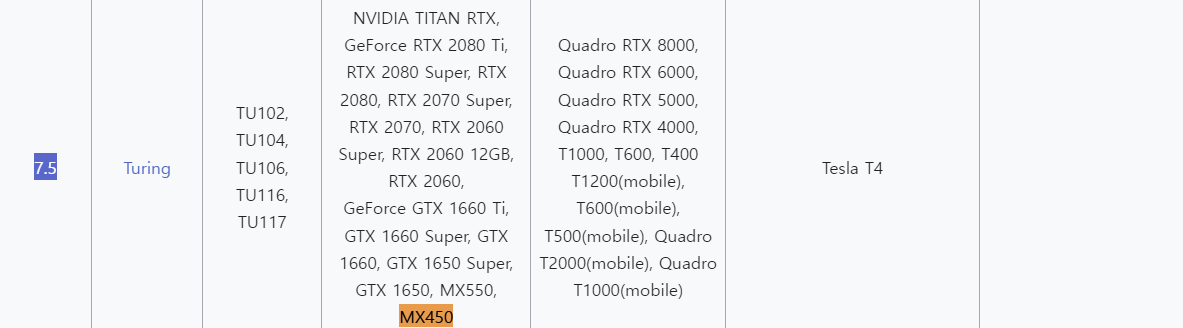 7.5
Turing
TU102,
TU104,
TU106,
TU116,
TU117
NVIDIA TITAN RTX,
GeForce RTX 2080 Ti,
RTX 2080 Super, RTX
2080, RTX 2070 Super,
RTX 2070, RTX 2060
Super, RTX 2060 12GB,
RTX 2060,
GeForce GTX 1660 Ti,
GTX 1660 Super, GTX
1660, GTX 1650 Super,
GTX 1650, MX550,
MX450
Quadro RTX 8000,
Quadro RTX 6000,
Quadro RTX 5000,
Quadro RTX 4000,
T1000, T600, T400
T1200(mobile),
T600(mobile),
T500(mobile), Quadro
T2000(mobile), Quadro
T1000(mobile)
Tesla T4